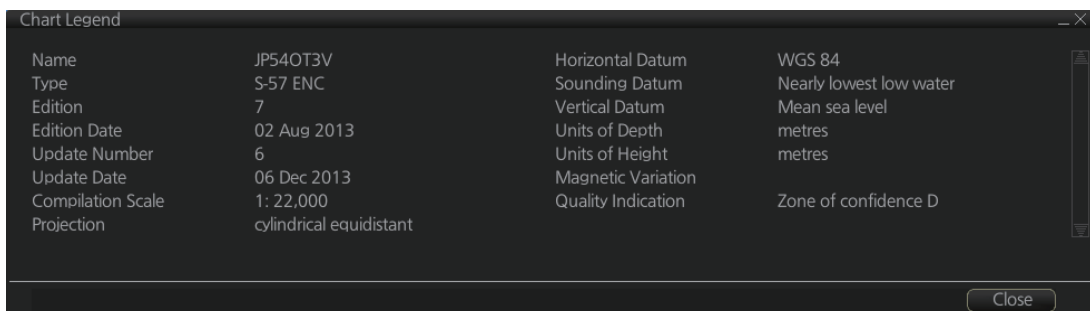 Chart Legend
Name JP54OT3V Horizontal Datum WGS 84
Type S-57 ENC Sounding Datum Nearly lowest low water
Edition 7 Vertical Datum Mean sea level
Edition Date 02 Aug 2013 Units of Depth metres
Update Number 6 Units of Height metres
Update Date 06 Dec 2013 Magnetic Variation
Compilation Scale 1: 22,000 Quality Indication Zone of confidence D
Projection cylindrical equidistant
Close